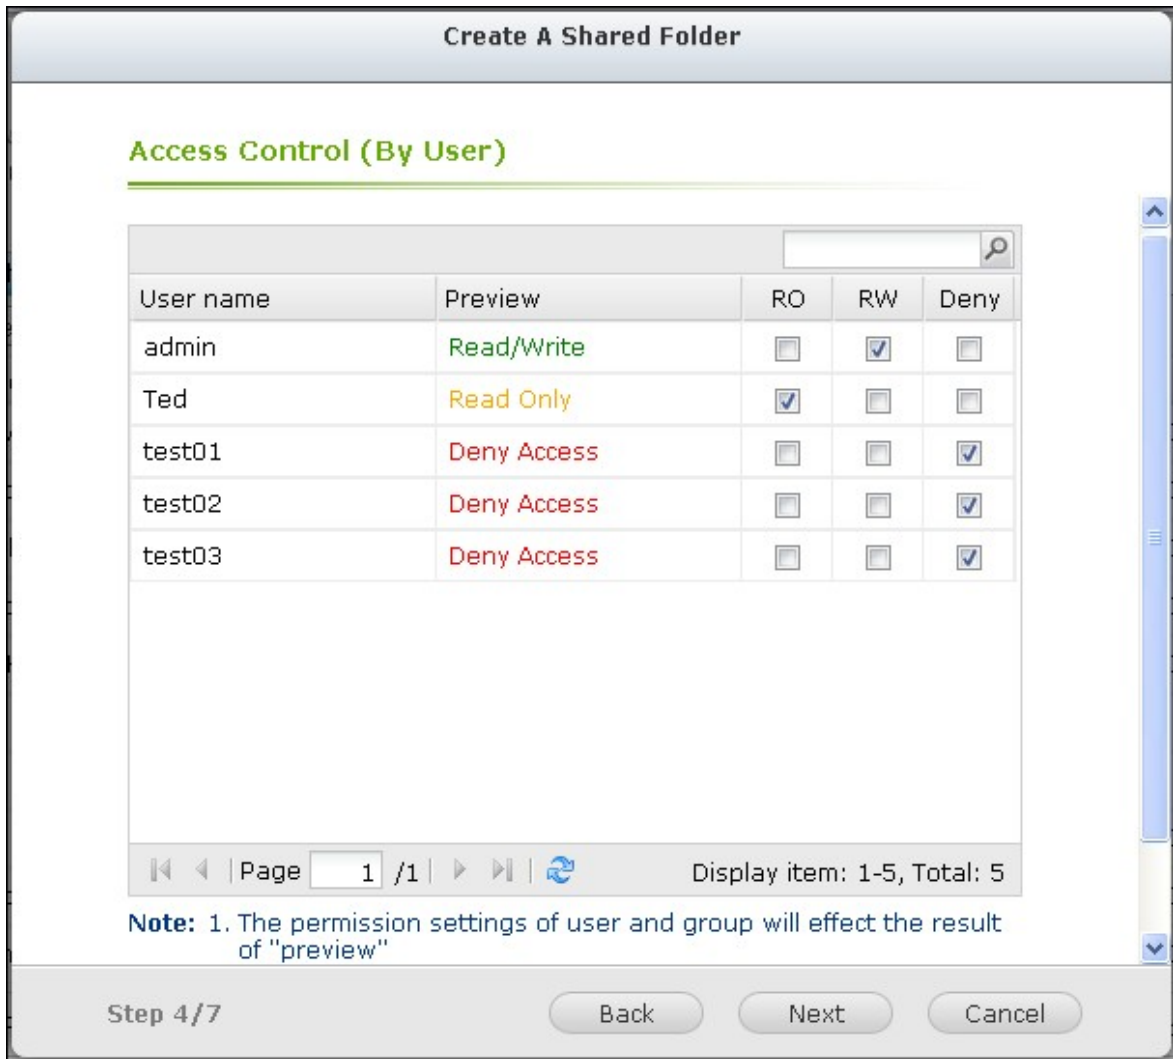 Create A Shared Folder
Access Control (By User)
User name Preview RO RW Deny
admin Read/Write
Ted Read Only
test01 Deny Access
test02 Deny Access
test03 Deny Access
Page 1 /1 Display item: 1-5, Total: 5
Note: 1. The permission settings of user and group will effect the result
of "preview"
Step 4/7 Back Next Cancel